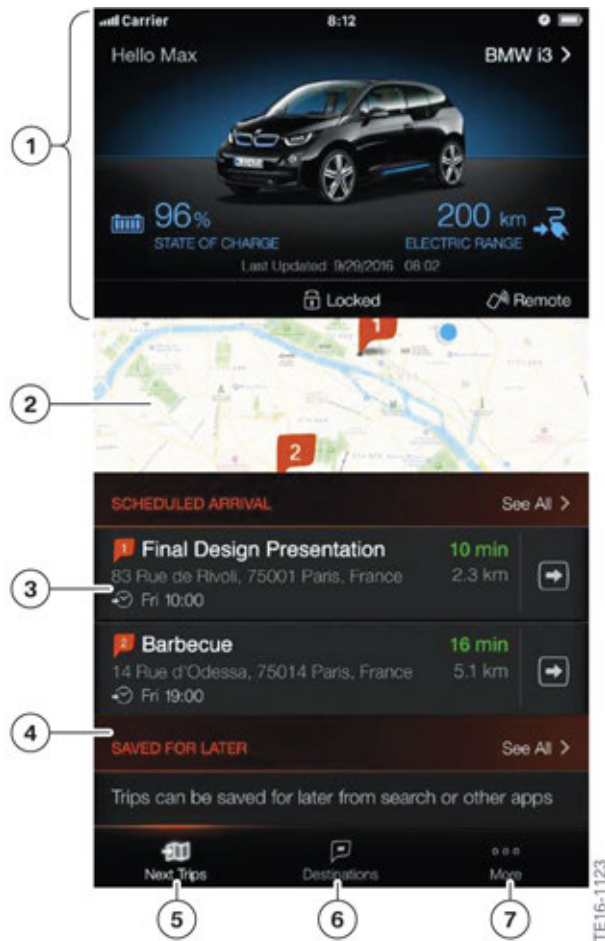 Carrier 8:12
Hello Max BMW i3 >
1
96% 200 km
STATE OF CHARGE ELECTRIC RANGE
Last Updated: 9/29/2016 08:02
Locked Remote
1
2
2
SCHEDULED ARRIVAL See All >
1 Final Design Presentation 10 min
83 Rue de Rivoli, 75001 Paris, France 2.3 km
3
Fri 10:00
2 Barbecue 16 min
14 Rue d'Odessa, 75014 Paris, France 5.1 km
Fri 19:00
4
SAVED FOR LATER See All >
Trips can be saved for later from search or other apps
Next Trips Destinations More
5 6 7
TE16-1123